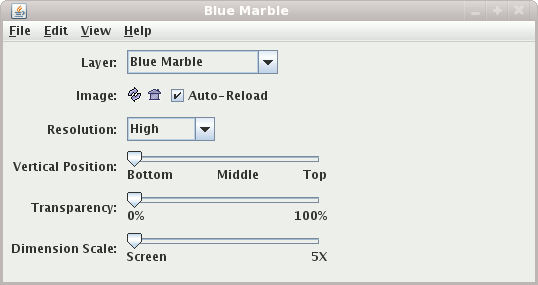 Blue Marble
File Edit View Help
Layer: Blue Marble
Image: Auto-Reload
Resolution: High
Vertical Position:
Bottom Middle Top
Transparency:
0% 100%
Dimension Scale:
Screen 5X